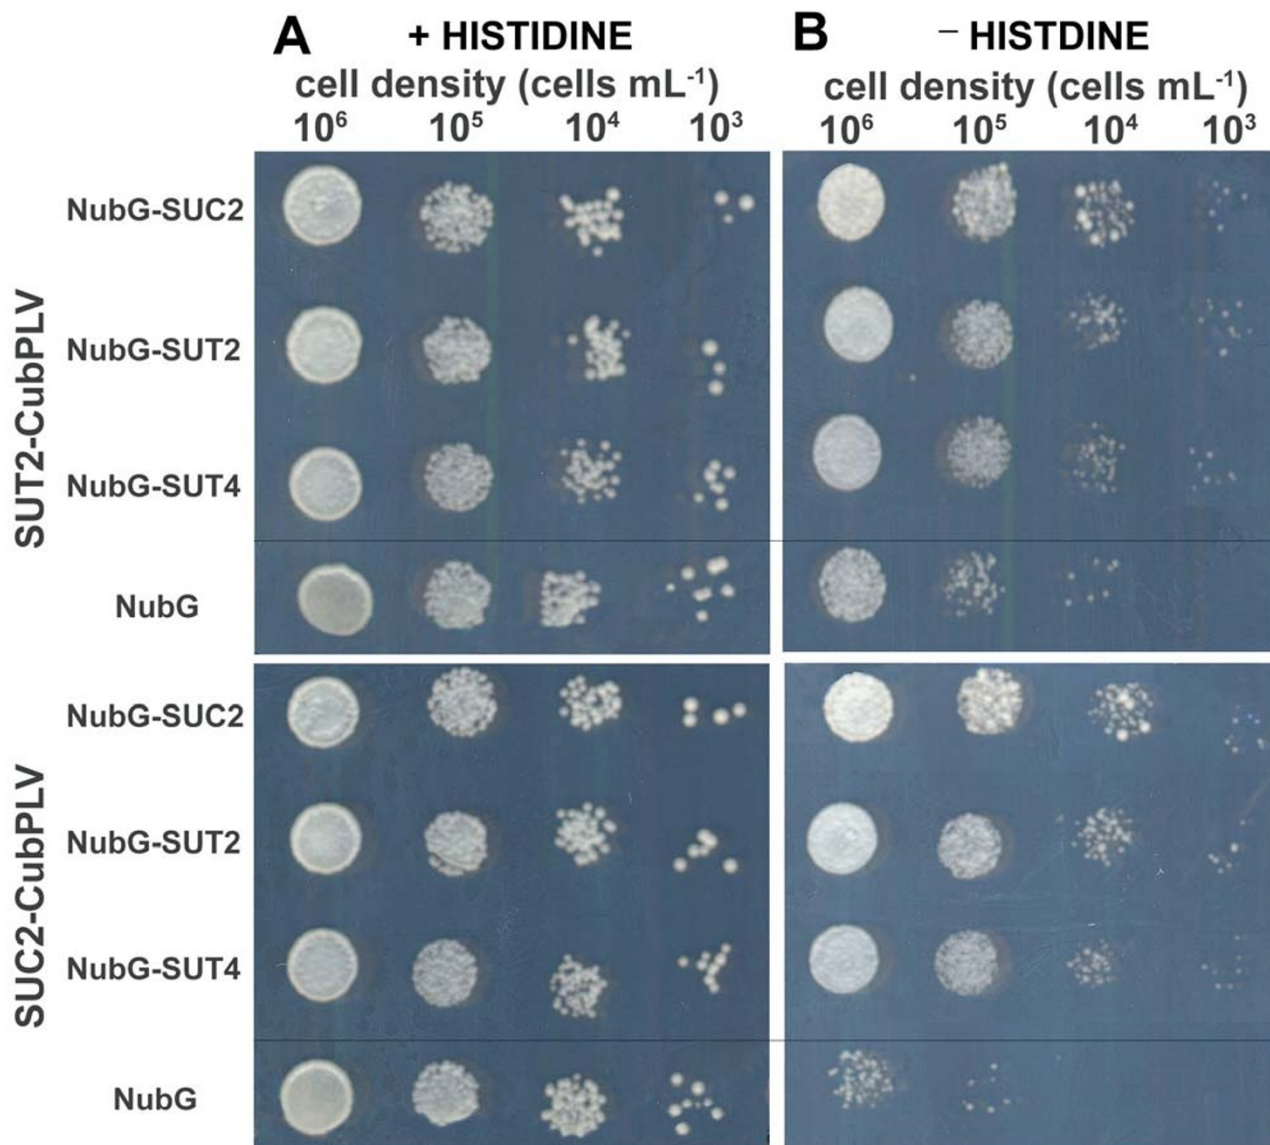 A + HISTIDINE
cell density (cells mL⁻¹)
10⁶ 10⁵ 10⁴ 10³
B – HISTDINE
cell density (cells mL⁻¹)
10⁶ 10⁵ 10⁴ 10³
SUT2-CubPLV
NubG-SUC2
NubG-SUT2
NubG-SUT4
NubG
SUC2-CubPLV
NubG-SUC2
NubG-SUT2
NubG-SUT4
NubG